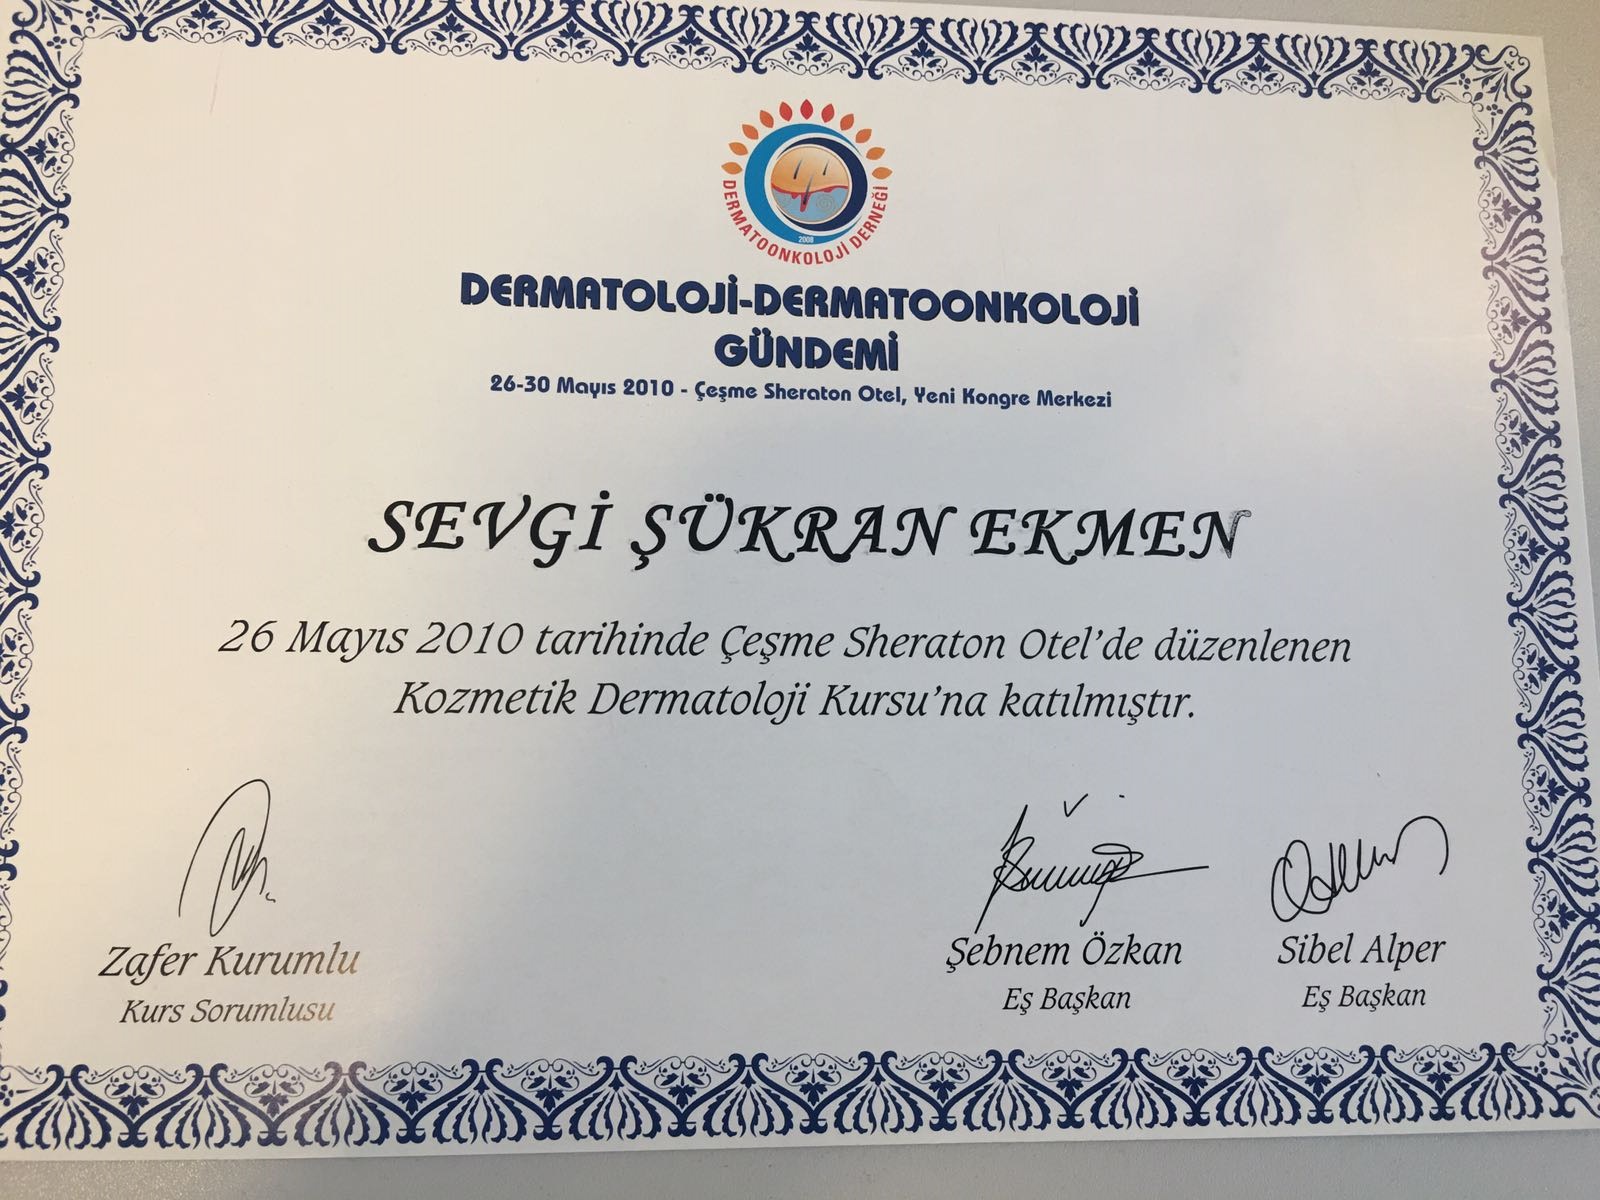 DERMATOONKOLOJİ DERNEĞİ
2008
DERMATOLOJİ-DERMATOONKOLOJİ
GÜNDEMİ
26-30 Mayıs 2010 - Çeşme Sheraton Otel, Yeni Kongre Merkezi
SEVGİ ŞÜKRAN EKMEN
26 Mayıs 2010 tarihinde Çeşme Sheraton Otel'de düzenlenen
Kozmetik Dermatoloji Kursu'na katılmıştır.
Zafer Kurumlu
Kurs Sorumlusu
Şebnem Özkan
Eş Başkan
Sibel Alper
Eş Başkan